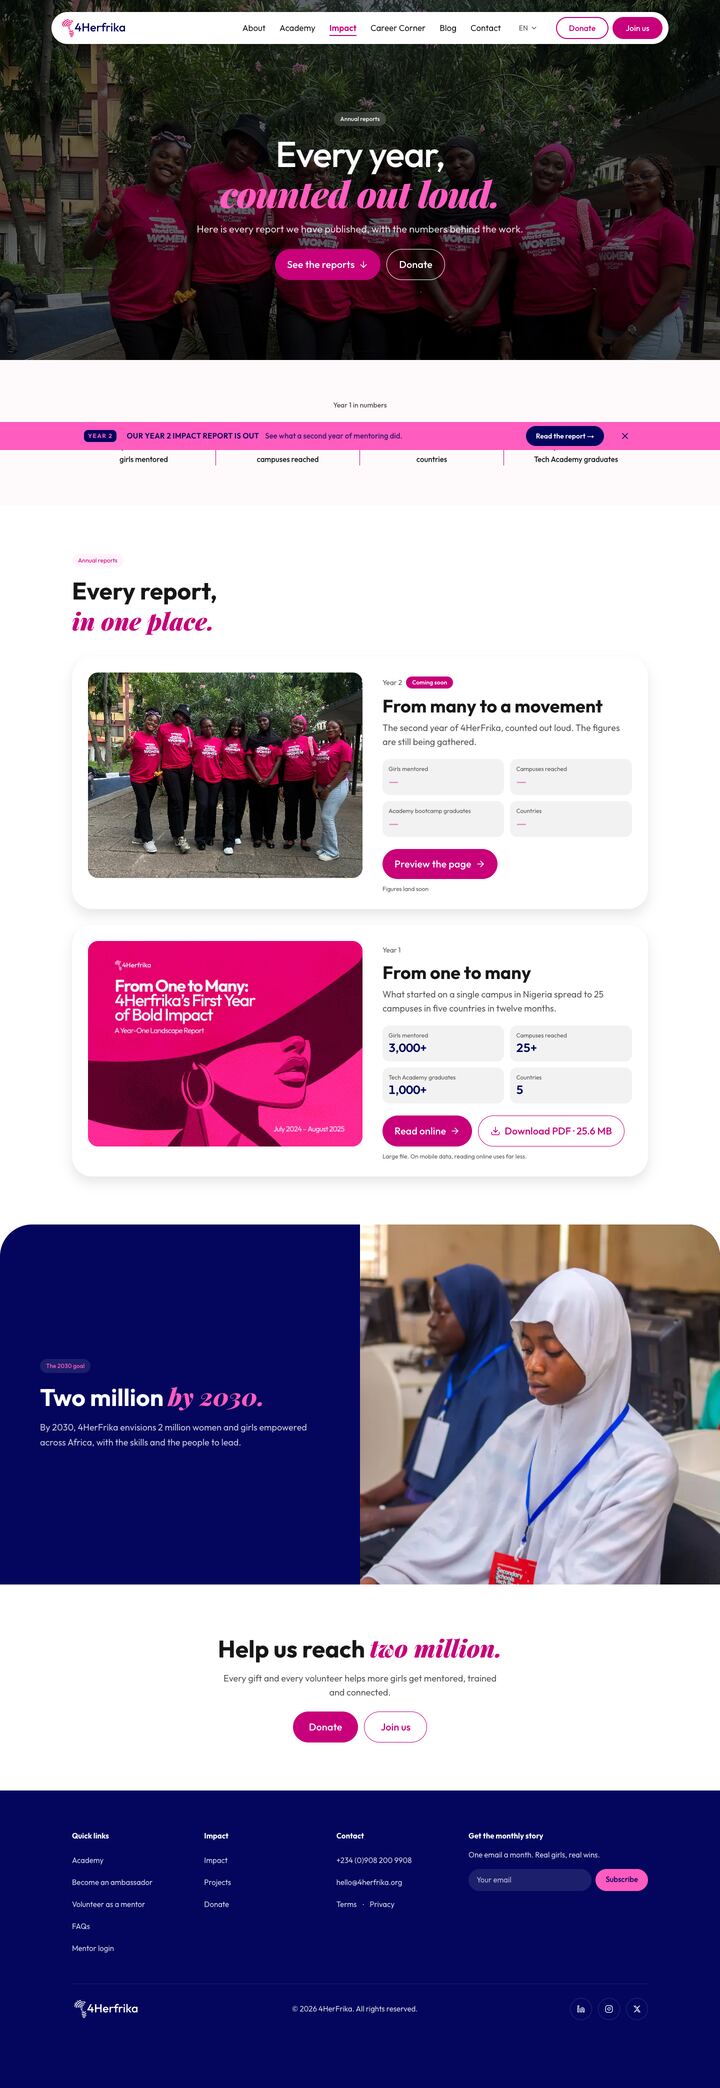 4Herfrika
About Academy Impact Career Corner Blog Contact EN Donate Join us
Annual reports
Every year,
counted out loud.
Here is every report we have published, with the numbers behind the work.
See the reports ↓ Donate
Year 1 in numbers
YEAR 2 OUR YEAR 2 IMPACT REPORT IS OUT See what a second year of mentoring did. Read the report →
girls mentored campuses reached countries Tech Academy graduates
Annual reports
Every report,
in one place.
Year 2 Coming soon
From many to a movement
The second year of 4HerFrika, counted out loud. The figures
are still being gathered.
Girls mentored Campuses reached
— —
Academy bootcamp graduates Countries
— —
Preview the page →
Figures land soon
4Herfrika
From One to Many:
4Herfrika's First Year
of Bold Impact
A Year-One Landscape Report
July 2024 – August 2025
Year 1
From one to many
What started on a single campus in Nigeria spread to 25
campuses in five countries in twelve months.
Girls mentored Campuses reached
3,000+ 25+
Tech Academy graduates Countries
1,000+ 5
Read online → Download PDF · 25.6 MB
Large file. On mobile data, reading online uses far less.
The 2030 goal
Two million by 2030.
By 2030, 4HerFrika envisions 2 million women and girls empowered
across Africa, with the skills and the people to lead.
Help us reach two million.
Every gift and every volunteer helps more girls get mentored, trained
and connected.
Donate Join us
Quick links Impact Contact Get the monthly story
One email a month. Real girls, real wins.
Academy Impact +234 (0)908 200 9908
Your email Subscribe
Become an ambassador Projects hello@4herfrika.org
Volunteer as a mentor Donate Terms · Privacy
FAQs
Mentor login
4Herfrika © 2026 4HerFrika. All rights reserved.